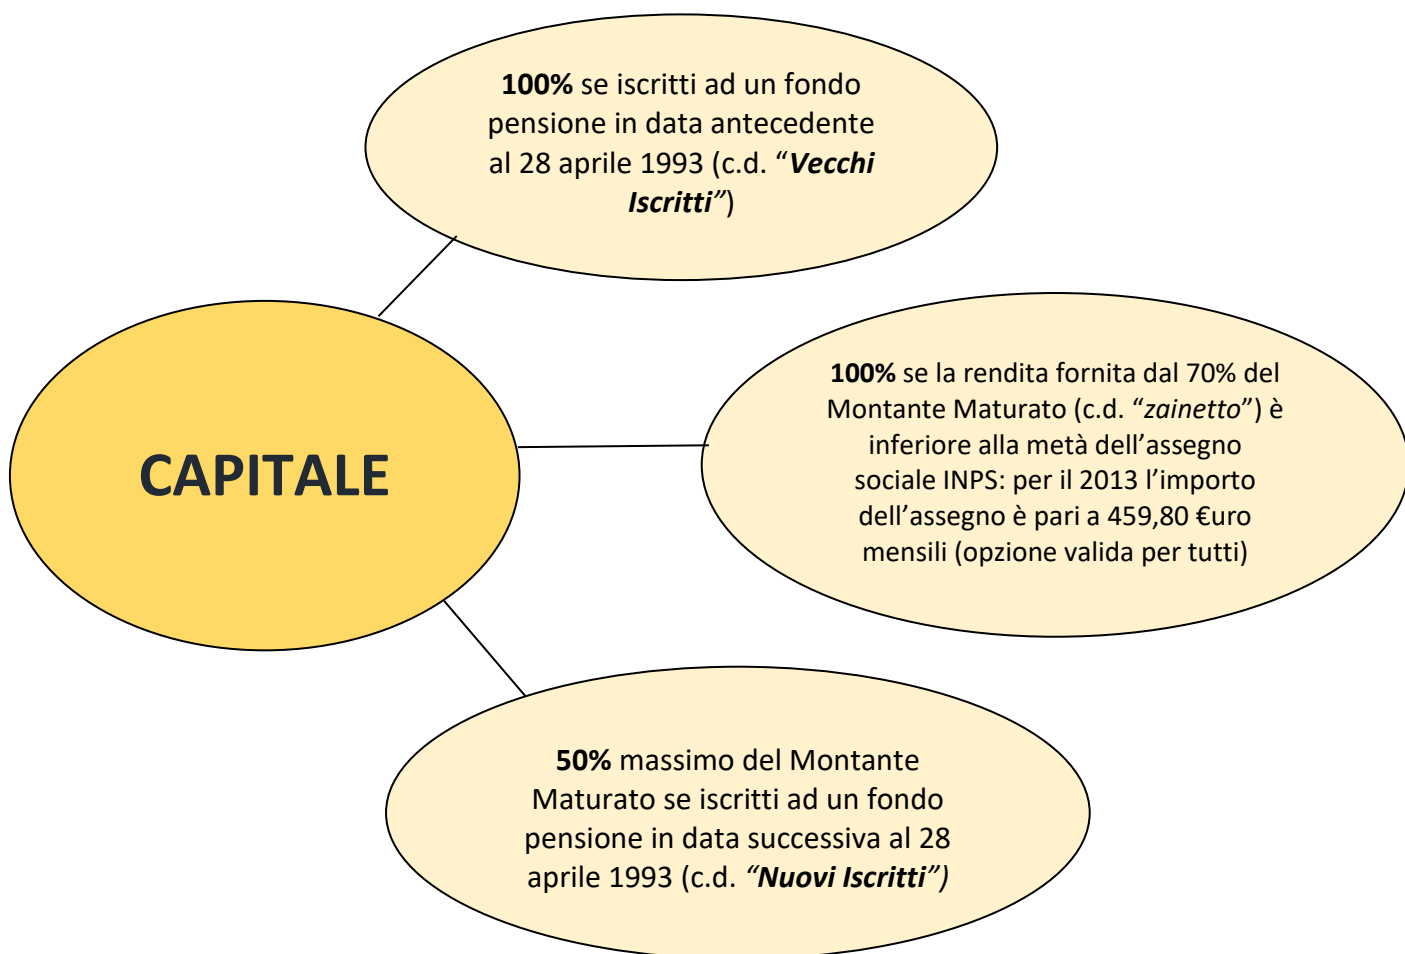 100% se iscritti ad un fondo
pensione in data antecedente
al 28 aprile 1993 (c.d. “Vecchi
Iscritti”)
CAPITALE
100% se la rendita fornita dal 70% del
Montante Maturato (c.d. “zainetto”) è
inferiore alla metà dell’assegno
sociale INPS: per il 2013 l’importo
dell’assegno è pari a 459,80 €uro
mensili (opzione valida per tutti)
50% massimo del Montante
Maturato se iscritti ad un fondo
pensione in data successiva al 28
aprile 1993 (c.d. “Nuovi Iscritti”)